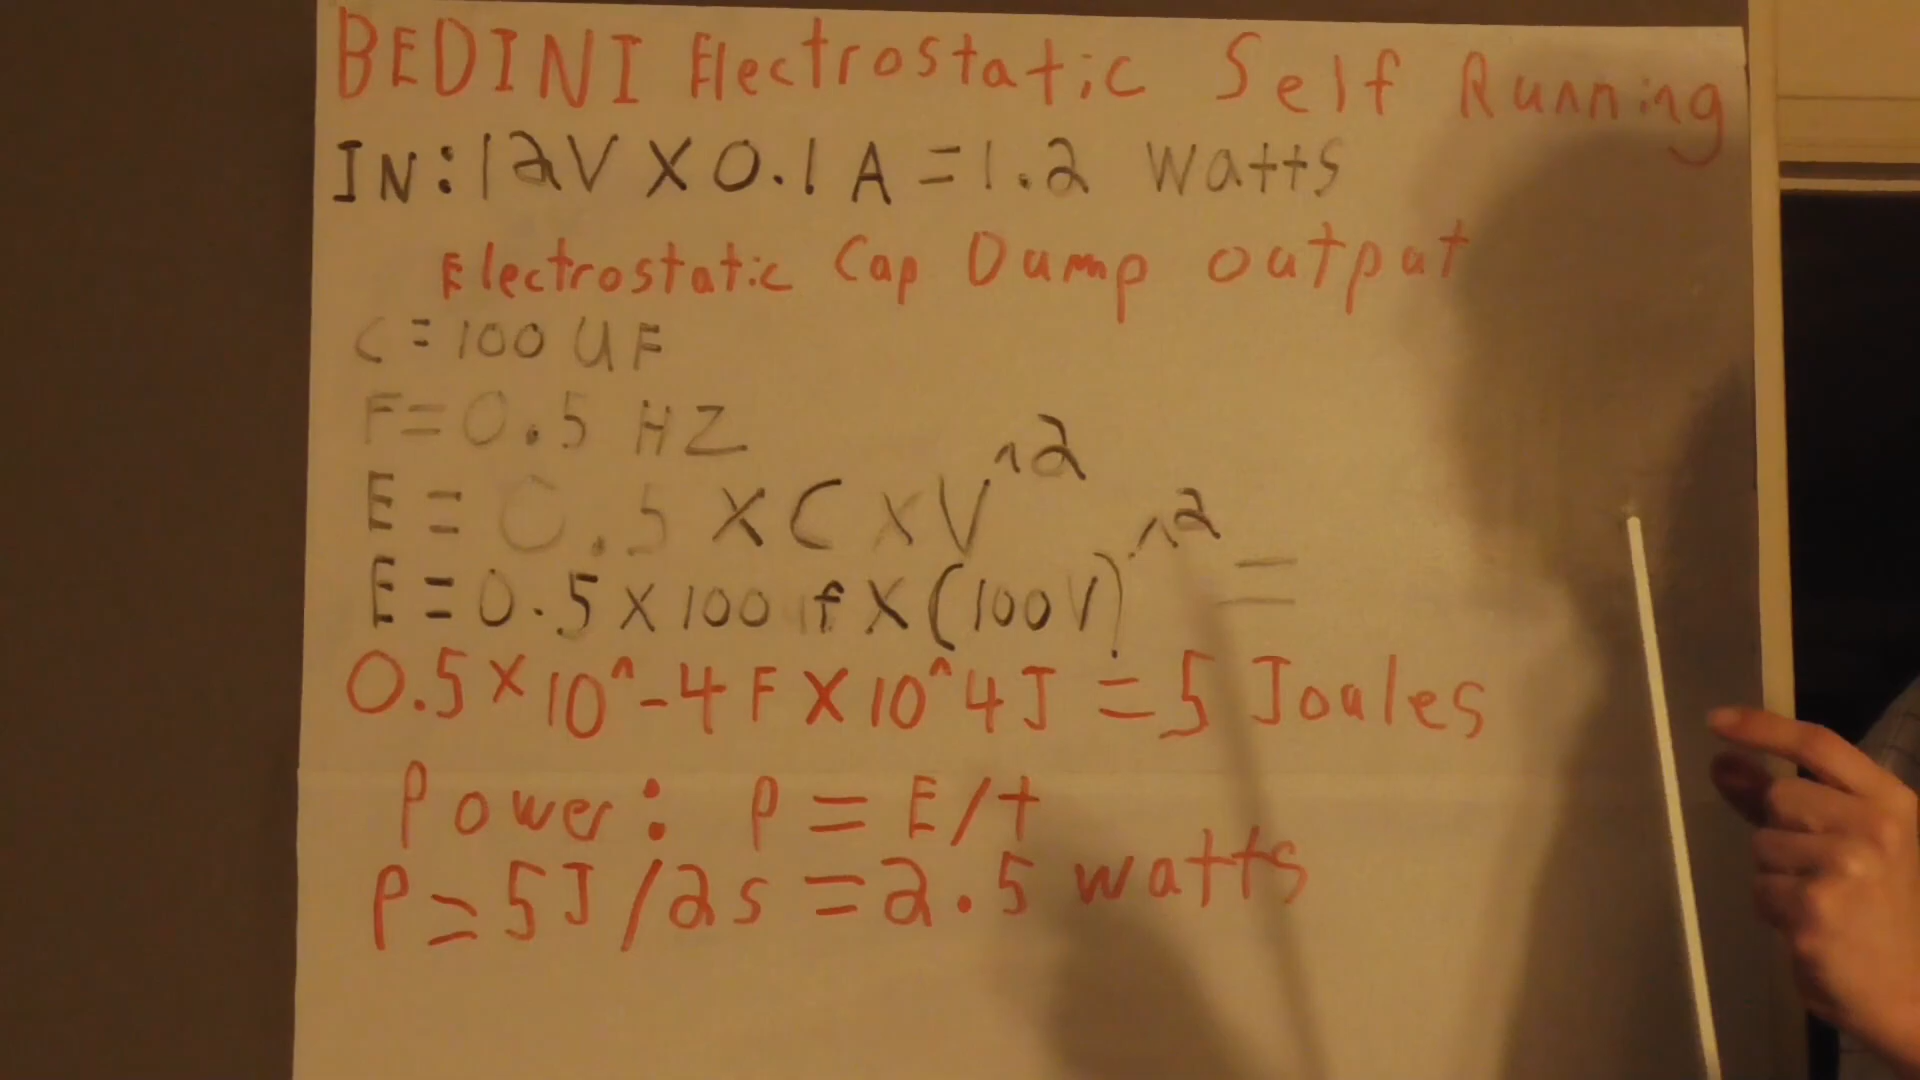 BEDINI Electrostatic Self Running
IN: 12V X 0.1 A = 1.2 Watts
Electrostatic Cap Dump output
C = 100 UF
F = 0.5 HZ
E = 0.5 X C X V^2
E = 0.5 X 100 uf X (100V)^2 =
0.5 X 10^-4 F X 10^4 J = 5 Joules
Power: P = E/t
P = 5J/2s = 2.5 watts